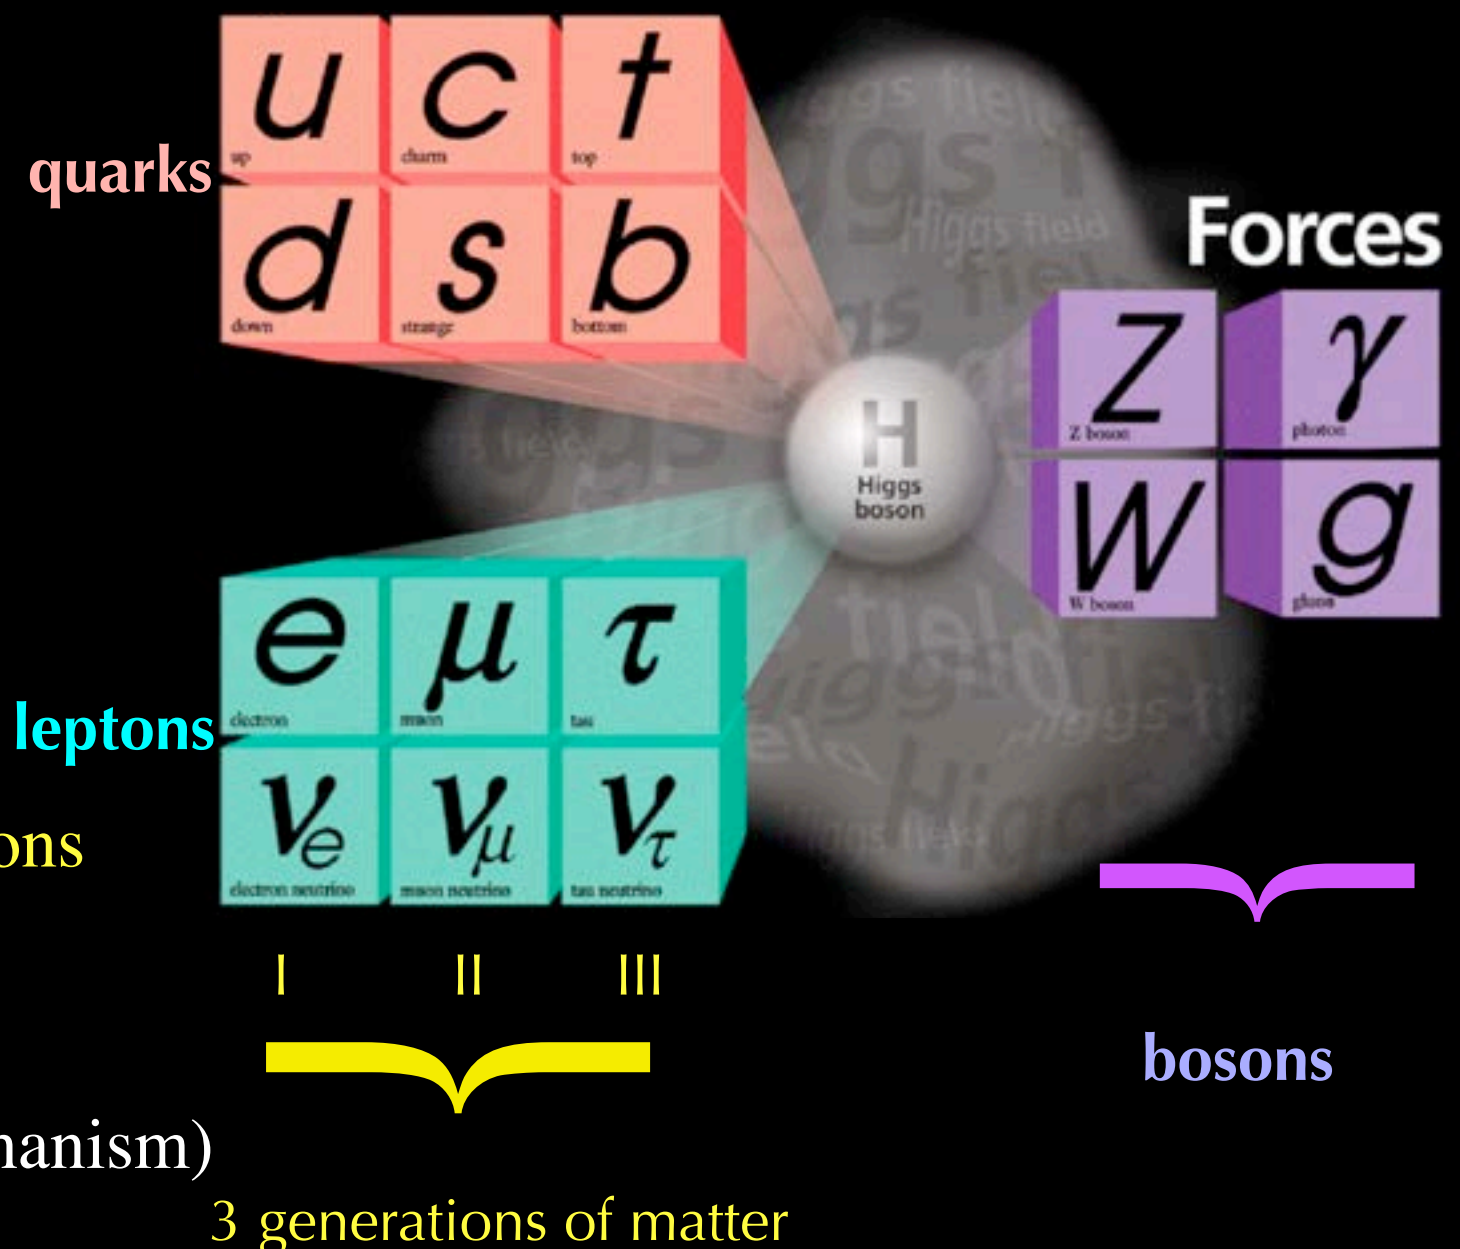 u c t
up charm top
quarks
d s b
down strange bottom
Higgs field
Forces
Z γ
Z boson photon
H
Higgs
boson
W g
W boson gluon
e μ τ
electron muon tau
leptons
νe νμ ντ
electron neutrino muon neutrino tau neutrino
ons
I II III
bosons
hanism)
3 generations of matter